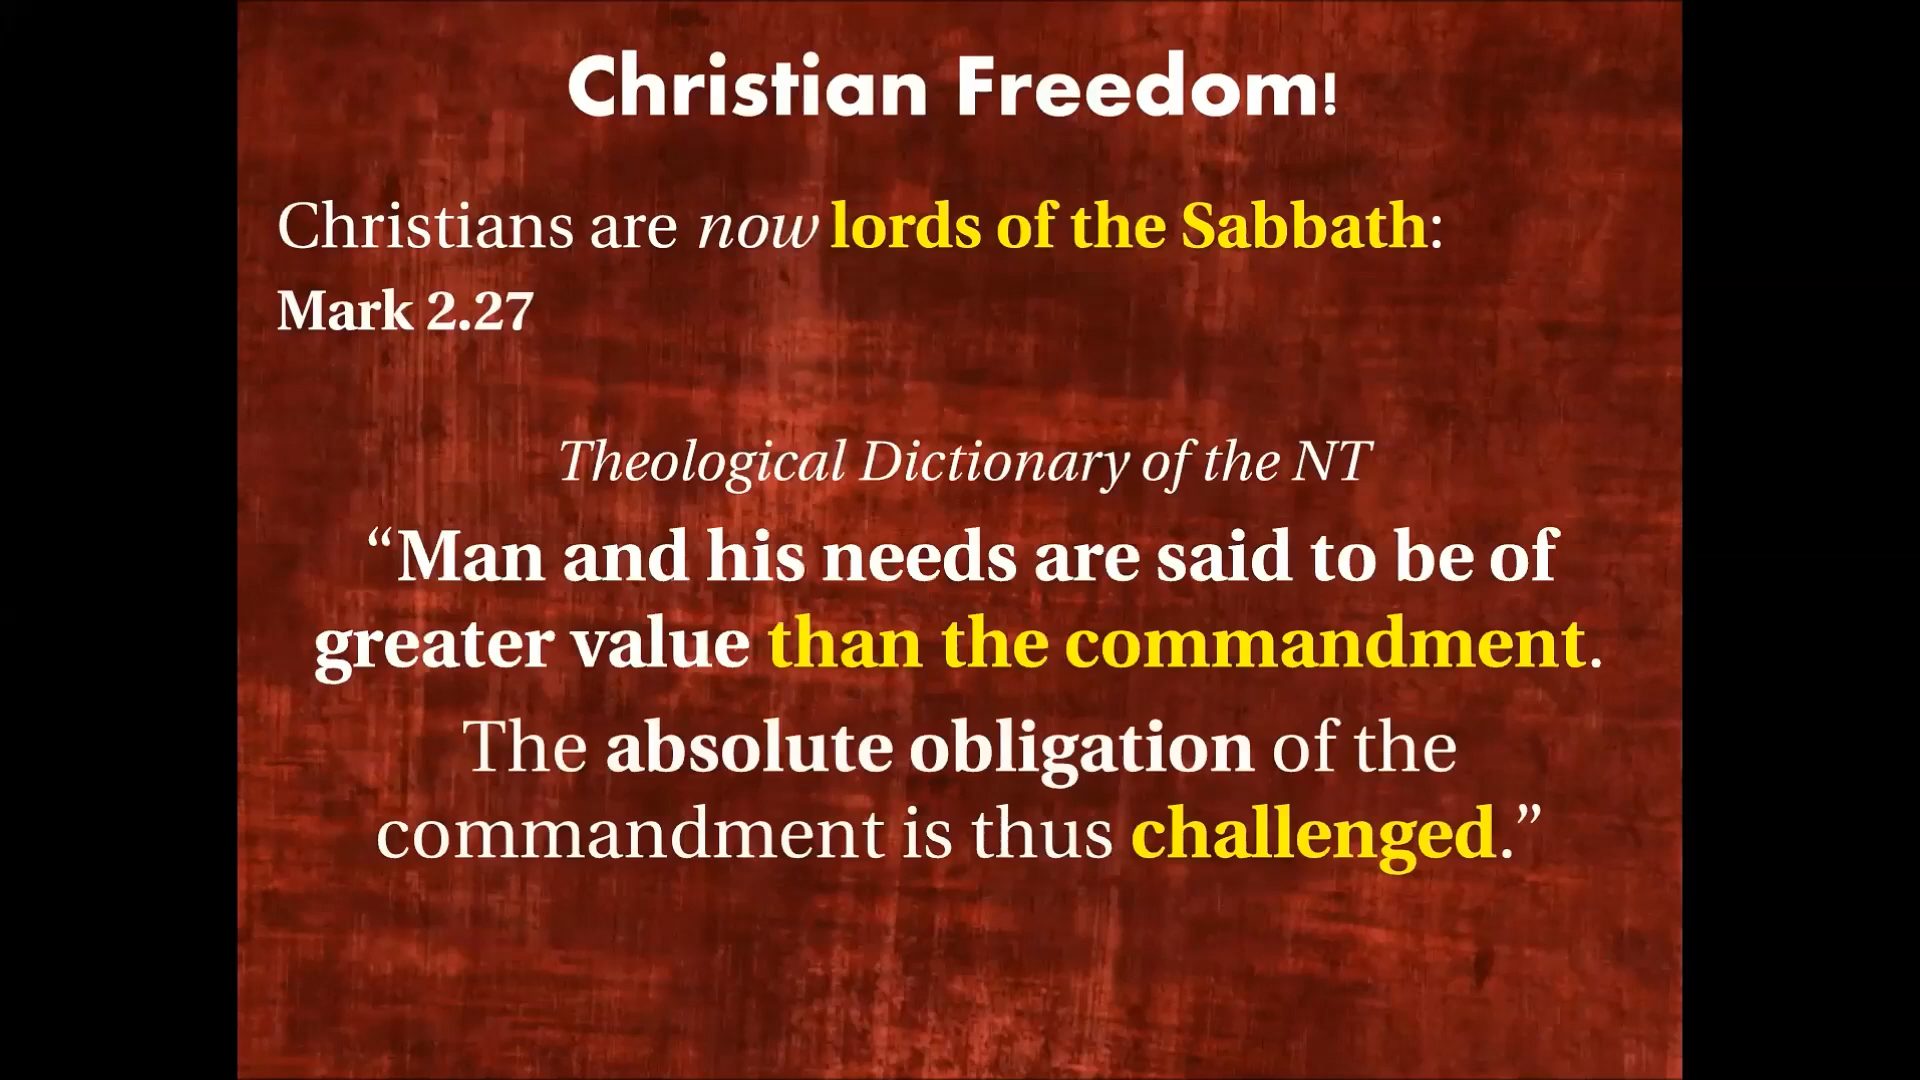 Christian Freedom!
Christians are now lords of the Sabbath:
Mark 2.27
Theological Dictionary of the NT
“Man and his needs are said to be of
greater value than the commandment.
The absolute obligation of the
commandment is thus challenged.”